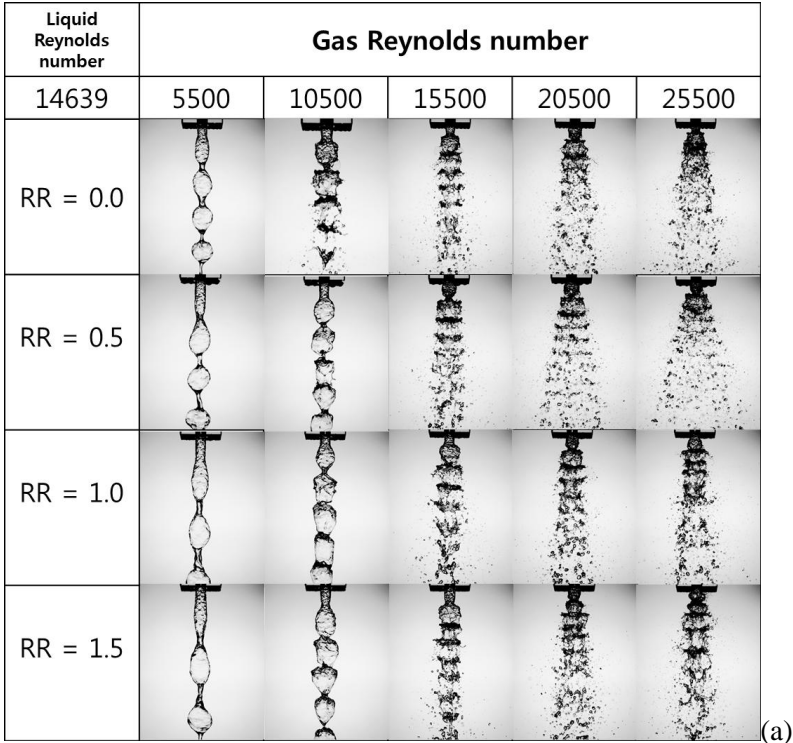 Liquid
Reynolds
number
Gas Reynolds number
14639 5500 10500 15500 20500 25500
RR = 0.0
RR = 0.5
RR = 1.0
RR = 1.5
(a)